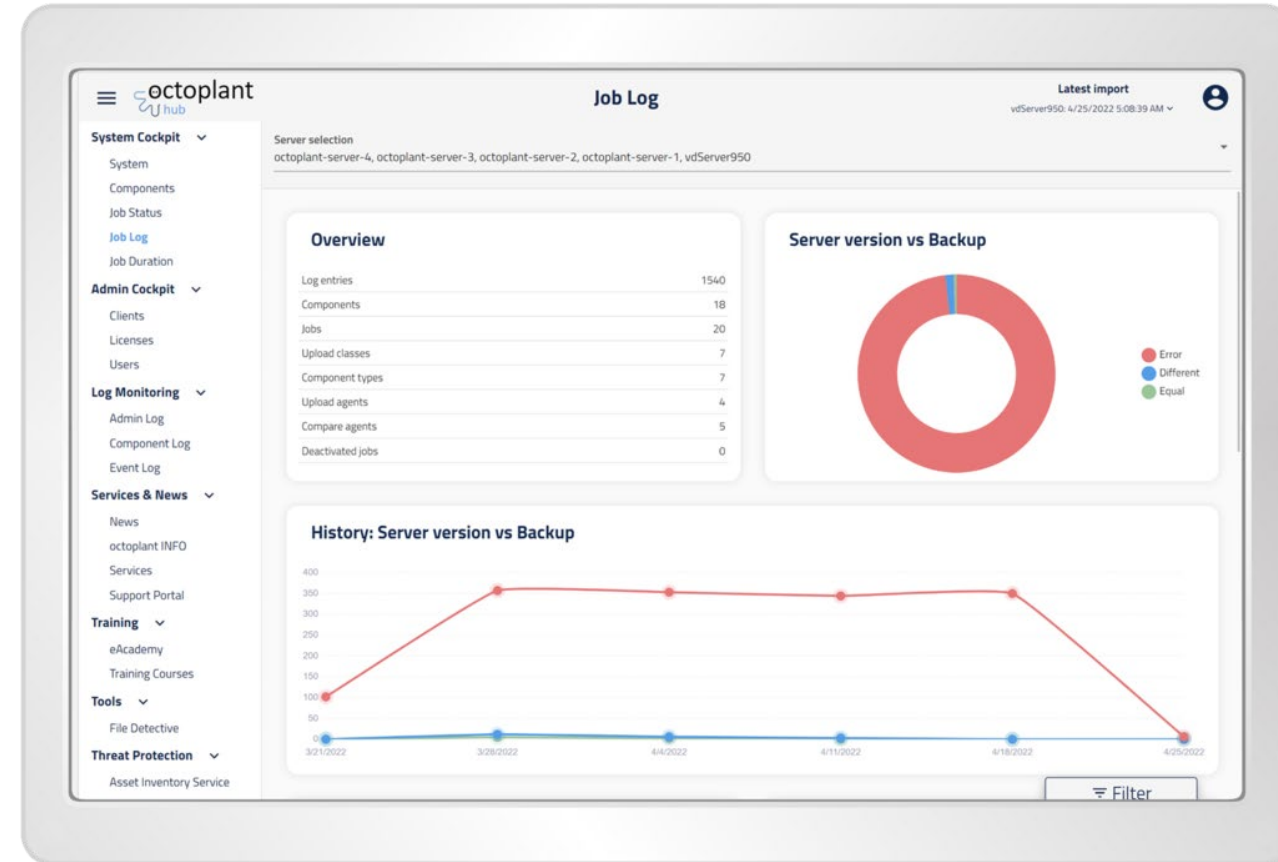 octoplant
hub
Job Log
Latest import
vdServer950: 4/25/2022 5:08:39 AM
System Cockpit
System
Components
Job Status
Job Log
Job Duration
Admin Cockpit
Clients
Licenses
Users
Log Monitoring
Admin Log
Component Log
Event Log
Services & News
News
octoplant INFO
Services
Support Portal
Training
eAcademy
Training Courses
Tools
File Detective
Threat Protection
Asset Inventory Service
Server selection
octoplant-server-4, octoplant-server-3, octoplant-server-2, octoplant-server-1, vdServer950
Overview
Log entries 1540
Components 18
Jobs 20
Upload classes 7
Component types 7
Upload agents 4
Compare agents 5
Deactivated jobs 0
Server version vs Backup
Error
Different
Equal
History: Server version vs Backup
400
350
300
250
200
150
100
50
0
3/21/2022 3/28/2022 4/4/2022 4/11/2022 4/18/2022 4/25/2022
Filter